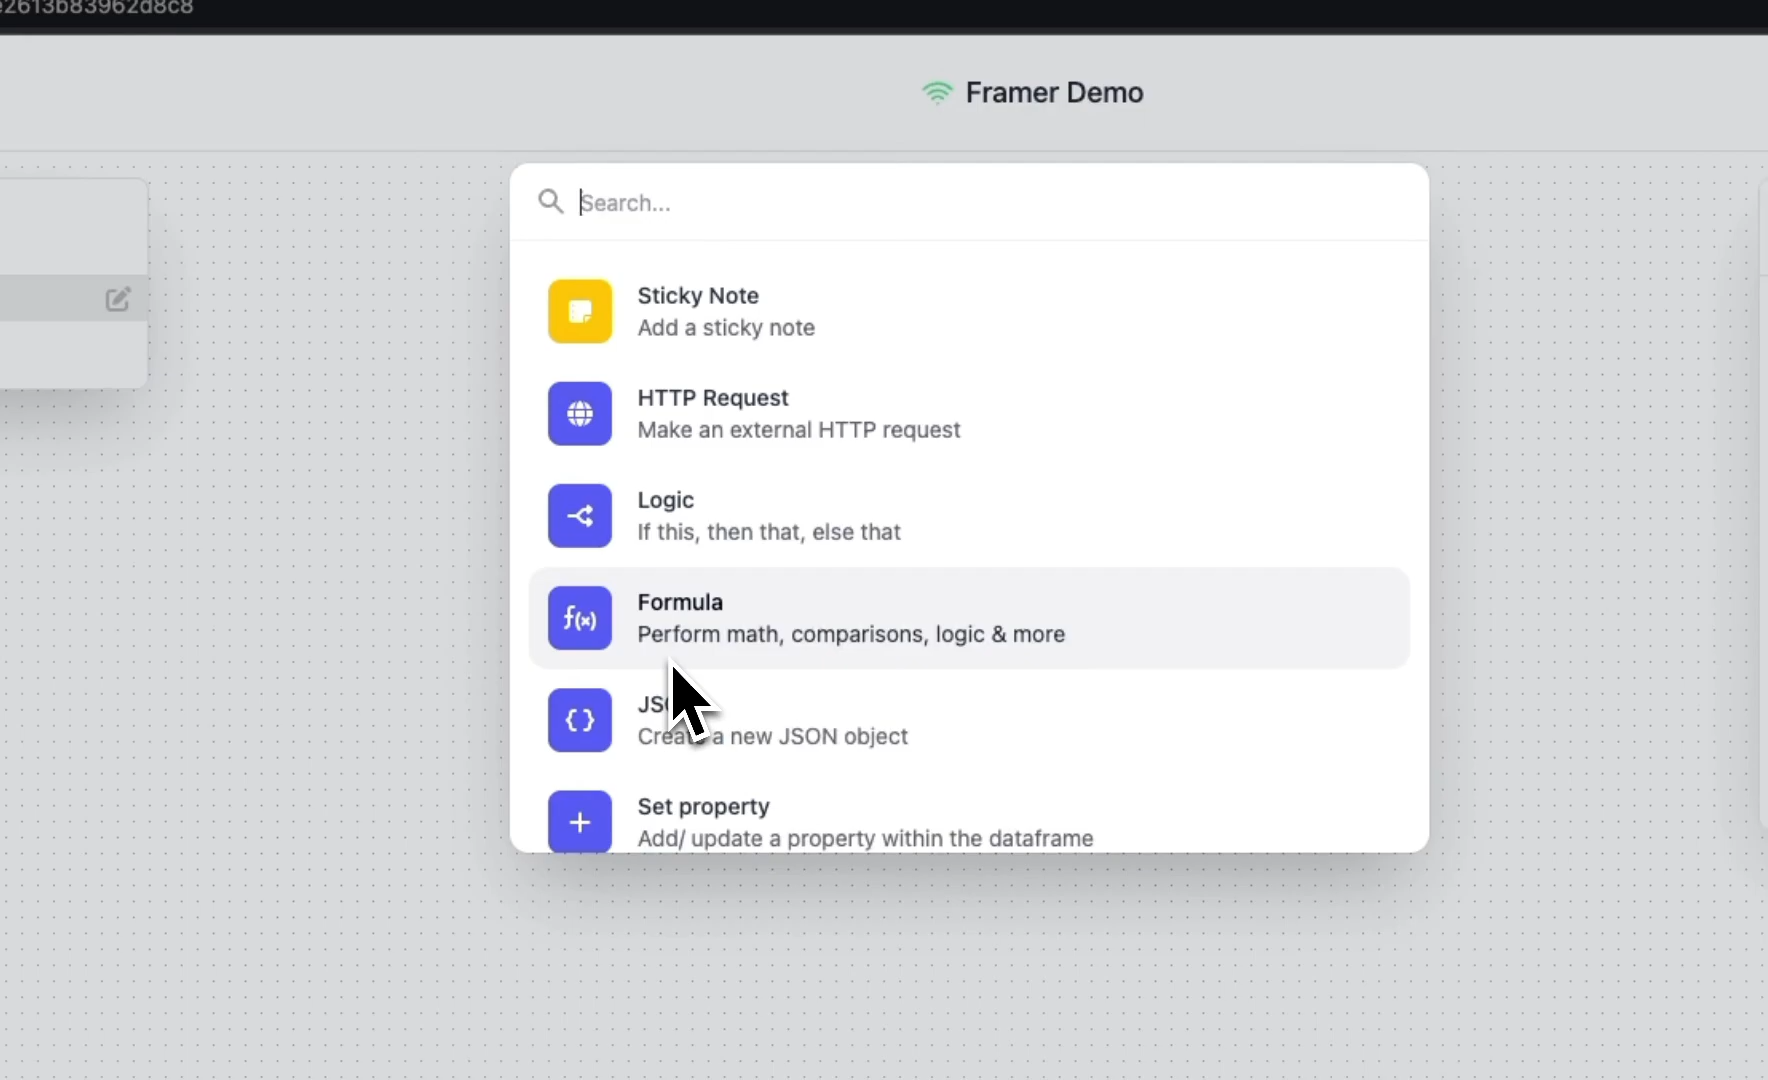 Framer Demo
Search...
Sticky Note
Add a sticky note
HTTP Request
Make an external HTTP request
Logic
If this, then that, else that
f(x)
Formula
Perform math, comparisons, logic & more
{}
Create a new JSON object
Set property
Add/ update a property within the dataframe